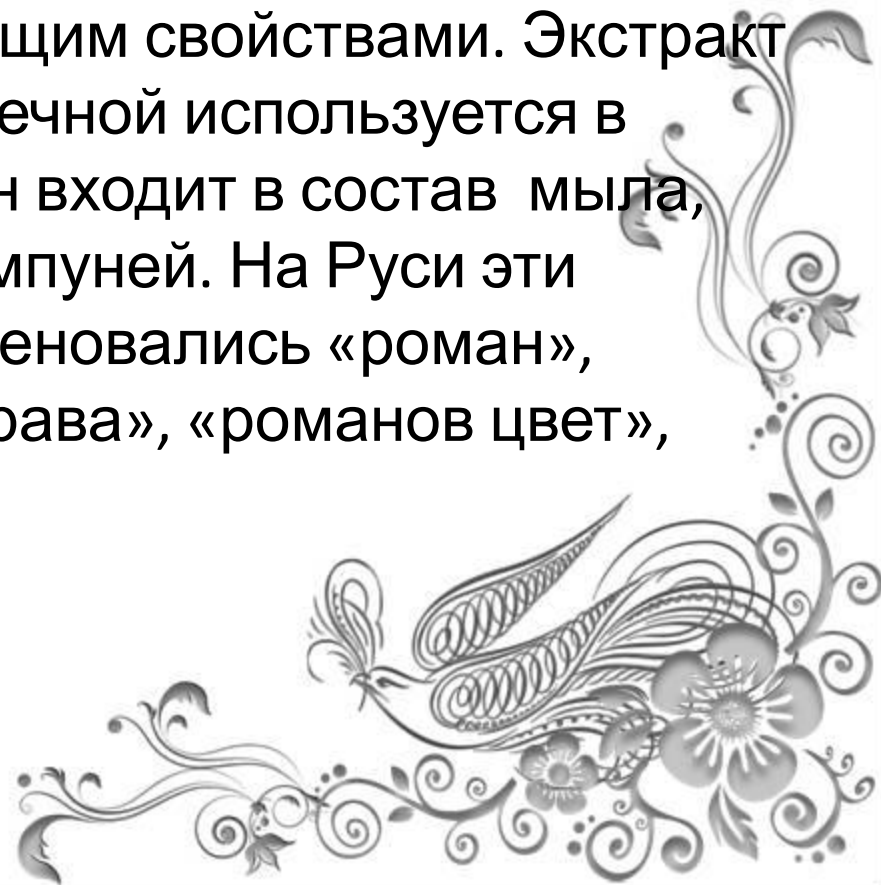 щим свойствами. Экстракт
ечной используется в
н входит в состав мыла,
мпуней. На Руси эти
еновались «роман»,
рава», «романов цвет»,